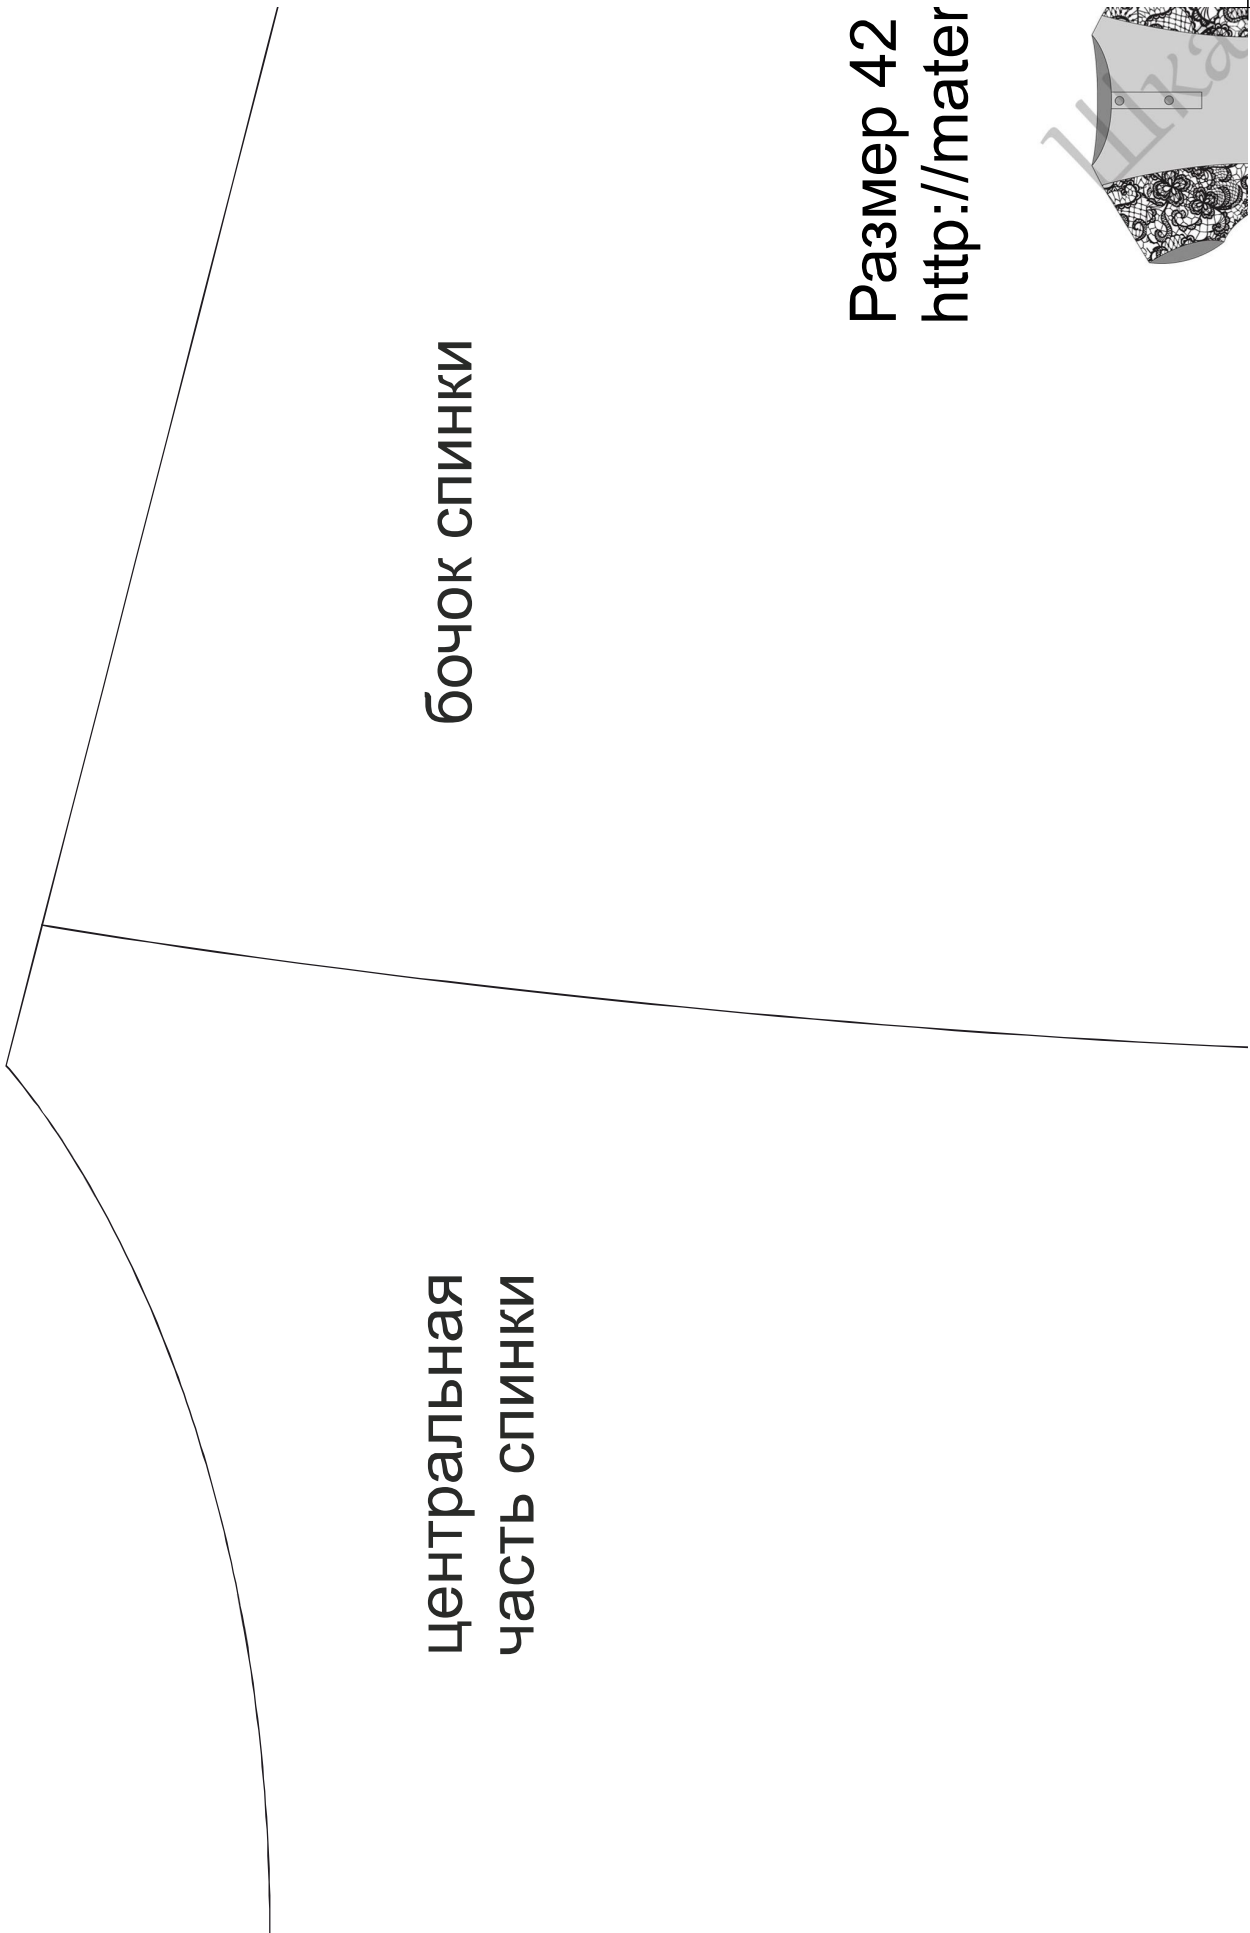 Размер 42
http://mater
бочок спинки
центральная
часть спинки